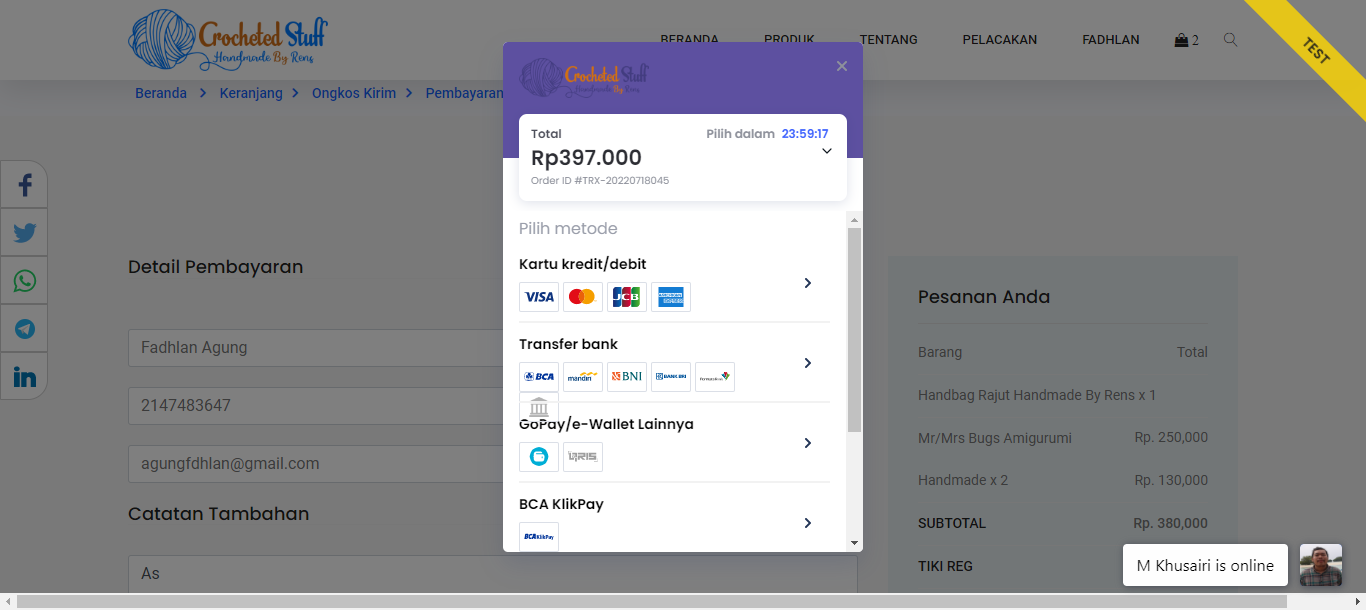 Crocheted Stuff
Handmade By Rens
BERANDA
PRODUK
TENTANG
PELACAKAN
FADHLAN
2
TEST
Beranda
Keranjang
Ongkos Kirim
Pembayaran
Crocheted Stuff
Handmade By Rens
Total
Pilih dalam 23:59:17
Rp397.000
Order ID #TRX-20220718045
Pilih metode
Kartu kredit/debit
VISA
JCB
AMERICAN EXPRESS
Transfer bank
BCA
mandiri
BNI
BANK BRI
PermataBank
GoPay/e-Wallet Lainnya
QRIS
BCA KlikPay
BCA KlikPay
Detail Pembayaran
Fadhlan Agung
2147483647
agungfdhlan@gmail.com
Catatan Tambahan
As
Pesanan Anda
Barang Total
Handbag Rajut Handmade By Rens x 1
Mr/Mrs Bugs Amigurumi Rp. 250,000
Handmade x 2 Rp. 130,000
SUBTOTAL Rp. 380,000
TIKI REG
M Khusairi is online